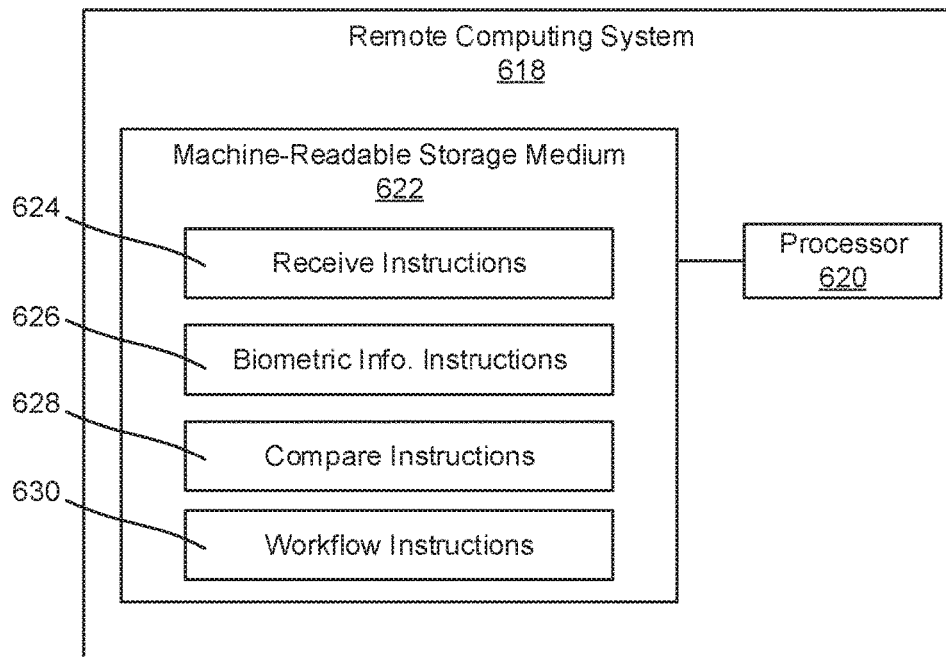 Remote Computing System
618
Machine-Readable Storage Medium
622
624
Receive Instructions
Processor
620
626
Biometric Info. Instructions
628
Compare Instructions
630
Workflow Instructions